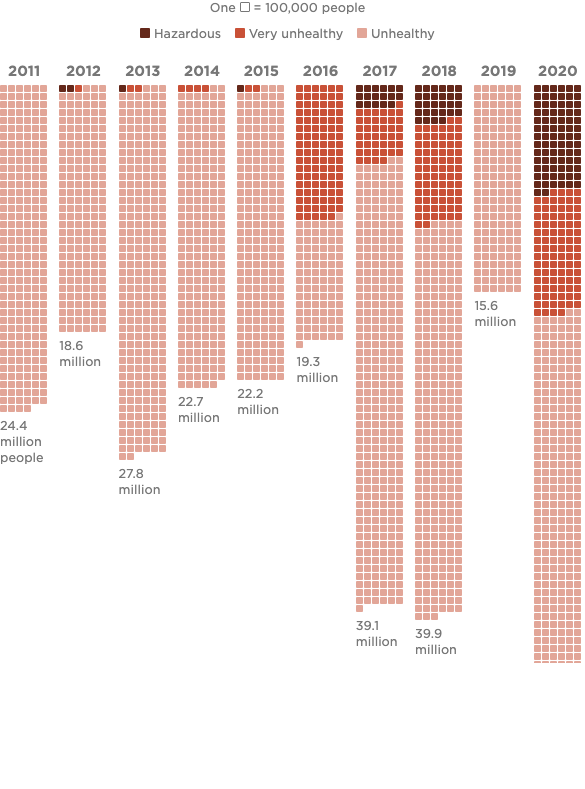 One □ = 100,000 people
Hazardous Very unhealthy Unhealthy
2011 2012 2013 2014 2015 2016 2017 2018 2019 2020
15.6
million
18.6
million
19.3
million
22.7
million
22.2
million
24.4
million
people
27.8
million
39.1
million
39.9
million